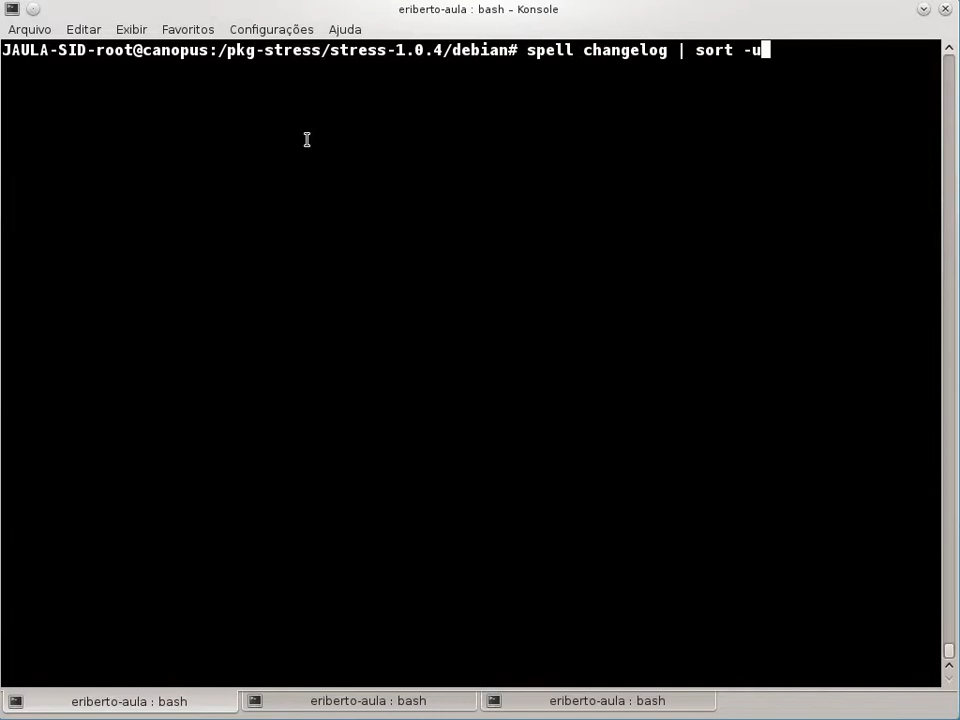 eriberto-aula : bash – Konsole
Arquivo Editar Exibir Favoritos Configurações Ajuda
JAULA-SID-root@canopus:/pkg-stress/stress-1.0.4/debian# spell changelog | sort -u
eriberto-aula : bash eriberto-aula : bash eriberto-aula : bash